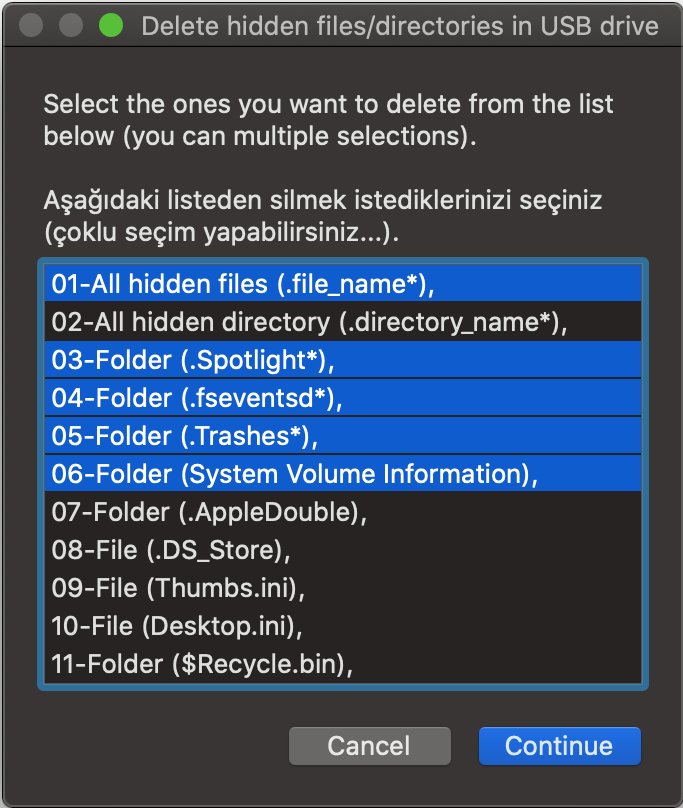 Delete hidden files/directories in USB drive
Select the ones you want to delete from the list
below (you can multiple selections).
Aşağıdaki listeden silmek istediklerinizi seçiniz
(çoklu seçim yapabilirsiniz...).
01-All hidden files (.file_name*),
02-All hidden directory (.directory_name*),
03-Folder (.Spotlight*),
04-Folder (.fseventsd*),
05-Folder (.Trashes*),
06-Folder (System Volume Information),
07-Folder (.AppleDouble),
08-File (.DS_Store),
09-File (Thumbs.ini),
10-File (Desktop.ini),
11-Folder ($Recycle.bin),
Cancel
Continue